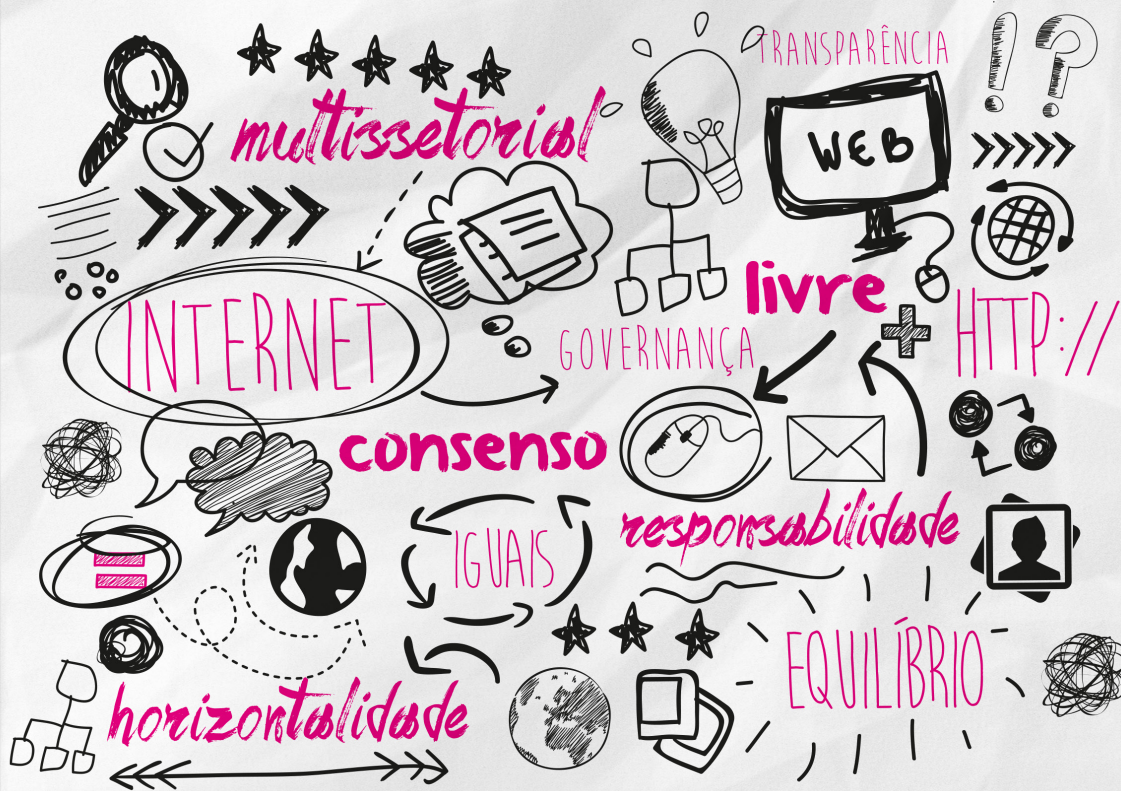 TRANSPARÊNCIA
!?
multissetorial
WEB
livre
INTERNET
GOVERNANÇA
HTTP://
consenso
responsabilidade
IGUAIS
=
EQUILÍBRIO
horizontalidade